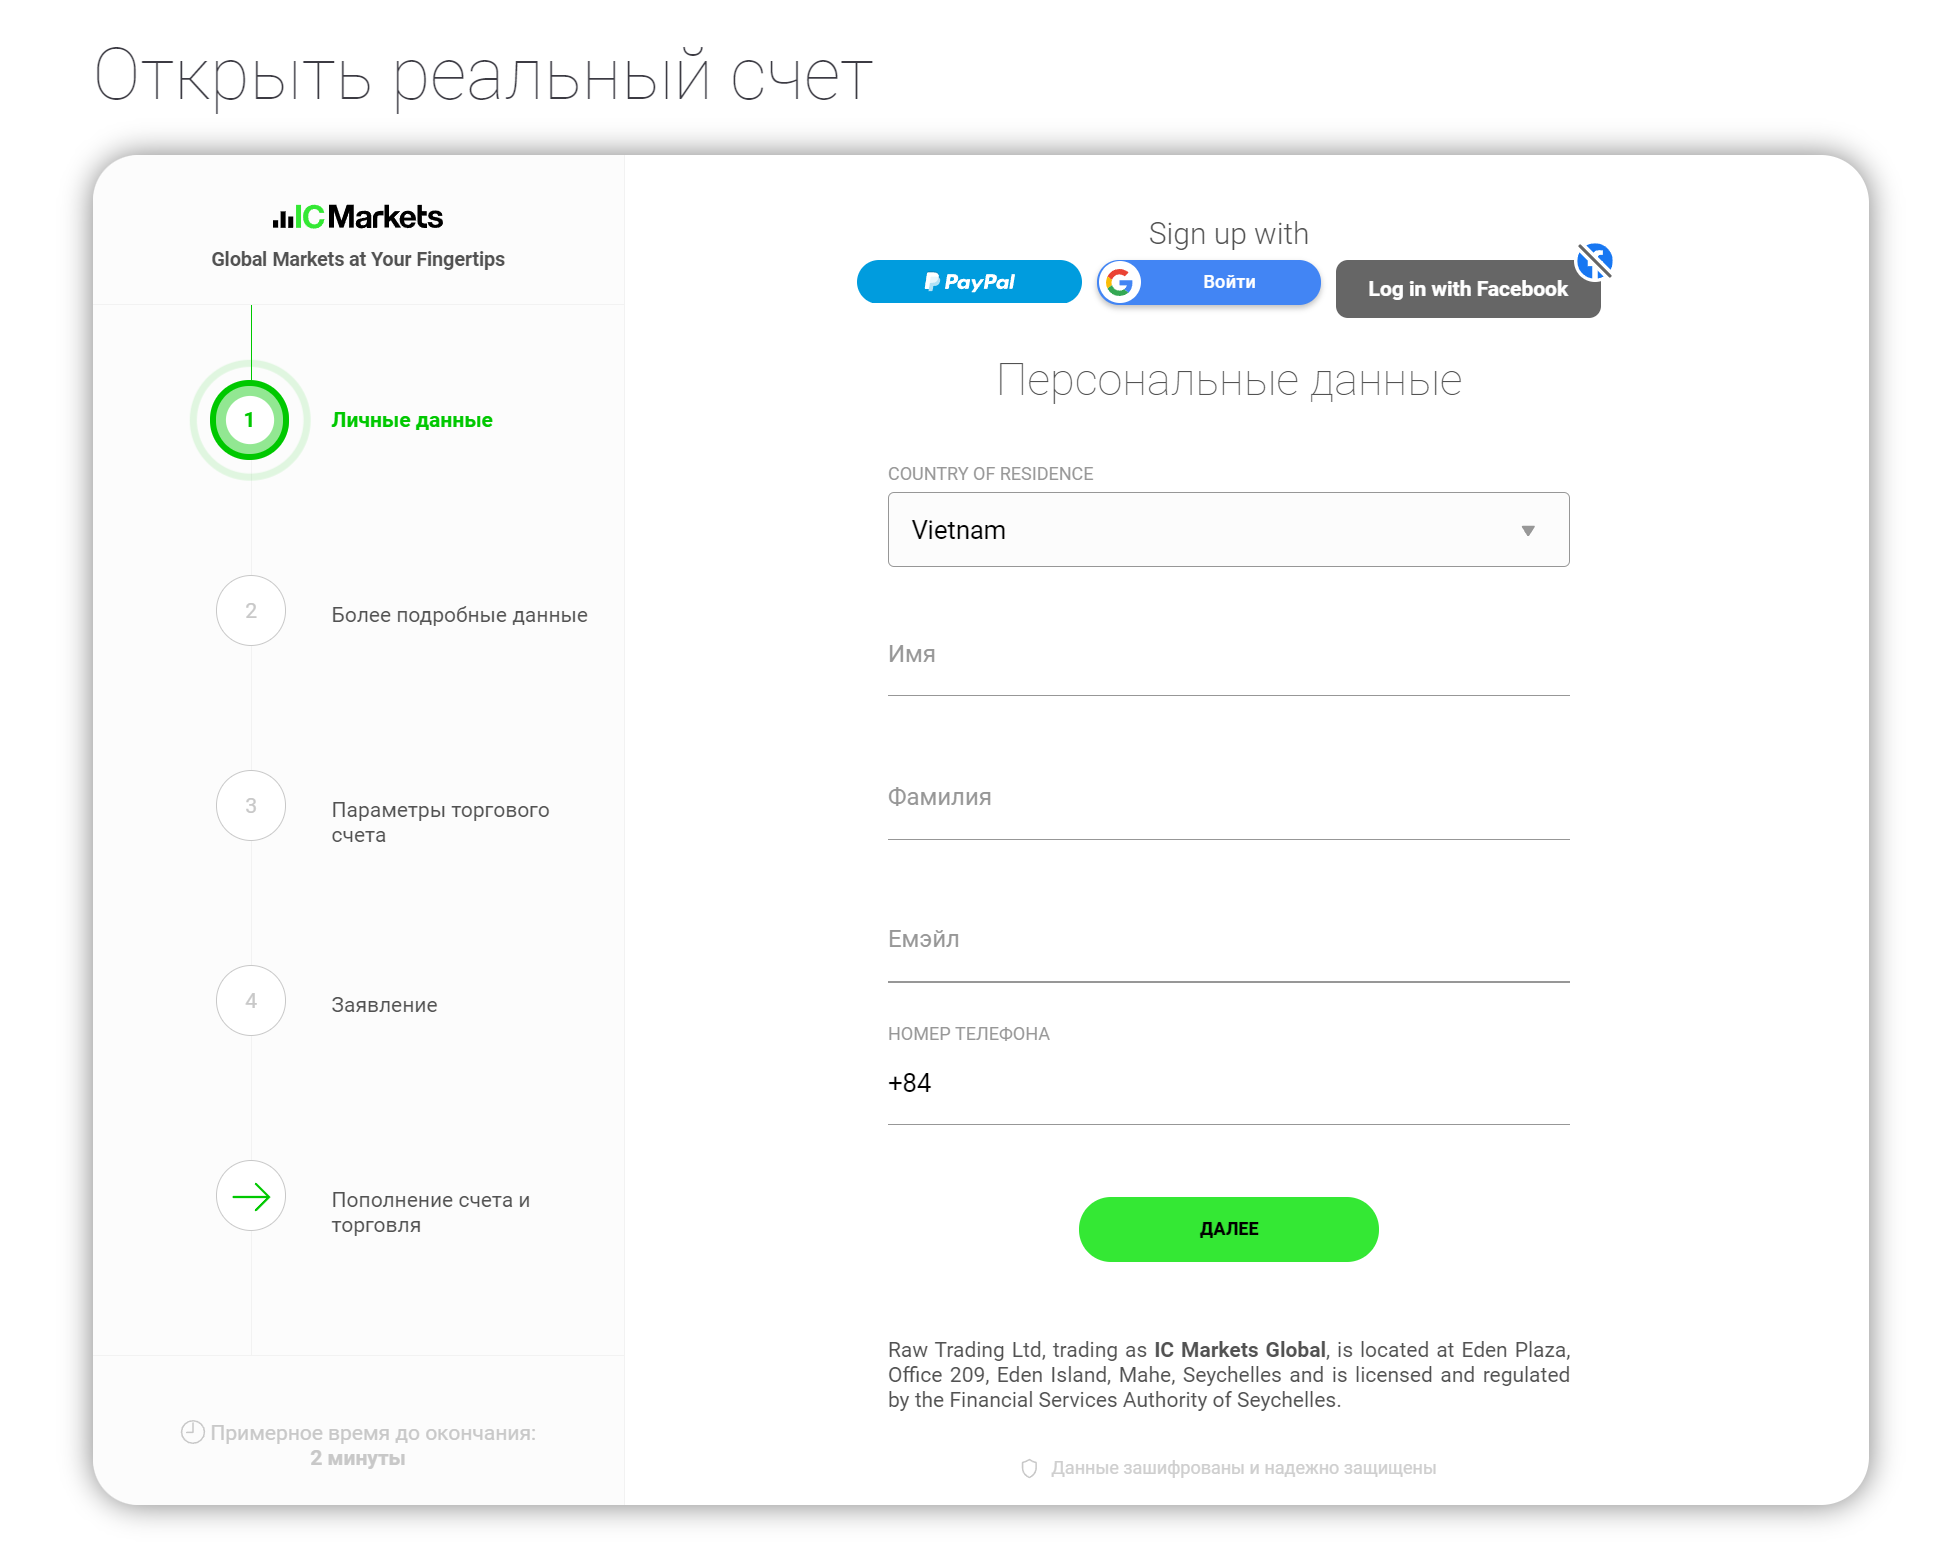 Открыть реальный счет
IC Markets
Global Markets at Your Fingertips
1
Личные данные
2
Более подробные данные
3
Параметры торгового
счета
4
Заявление
Пополнение счета и
торговля
Примерное время до окончания:
2 минуты
Sign up with
PayPal
Войти
Log in with Facebook
Персональные данные
COUNTRY OF RESIDENCE
Vietnam
Имя
Фамилия
Емэйл
НОМЕР ТЕЛЕФОНА
+84
ДАЛЕЕ
Raw Trading Ltd, trading as IC Markets Global, is located at Eden Plaza,
Office 209, Eden Island, Mahe, Seychelles and is licensed and regulated
by the Financial Services Authority of Seychelles.
Данные зашифрованы и надежно защищены